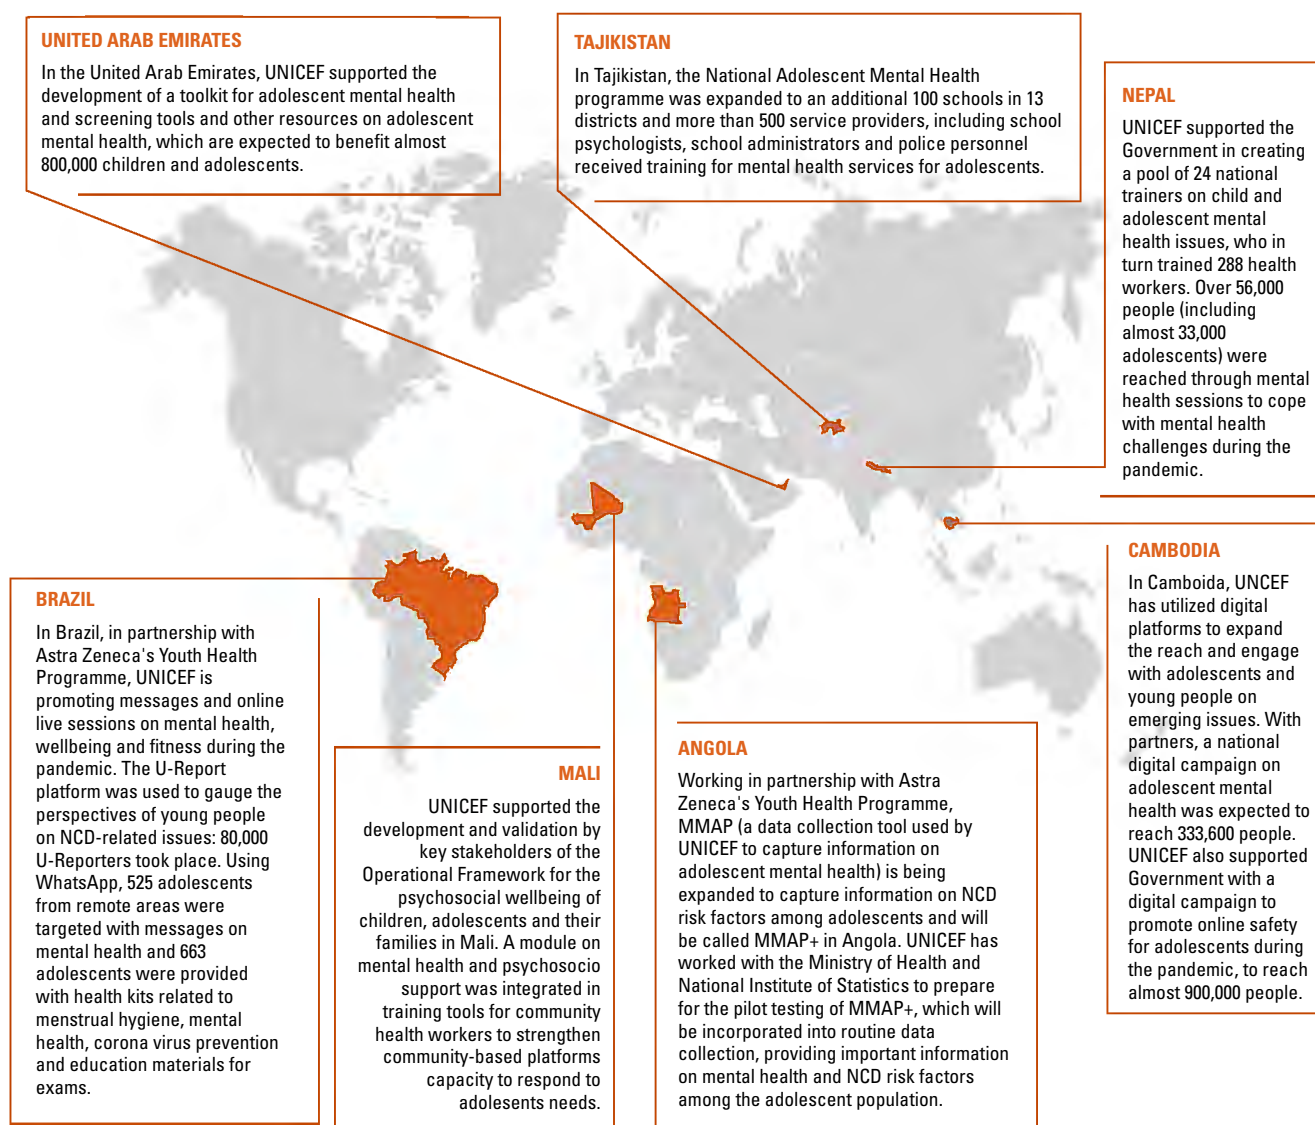 UNITED ARAB EMIRATES
In the United Arab Emirates, UNICEF supported the
development of a toolkit for adolescent mental health
and screening tools and other resources on adolescent
mental health, which are expected to benefit almost
800,000 children and adolescents.
TAJIKISTAN
In Tajikistan, the National Adolescent Mental Health
programme was expanded to an additional 100 schools in 13
districts and more than 500 service providers, including school
psychologists, school administrators and police personnel
received training for mental health services for adolescents.
NEPAL
UNICEF supported the
Government in creating
a pool of 24 national
trainers on child and
adolescent mental
health issues, who in
turn trained 288 health
workers. Over 56,000
people (including
almost 33,000
adolescents) were
reached through mental
health sessions to cope
with mental health
challenges during the
pandemic.
CAMBODIA
In Camboida, UNCEF
has utilized digital
platforms to expand
the reach and engage
with adolescents and
young people on
emerging issues. With
partners, a national
digital campaign on
adolescent mental
health was expected to
reach 333,600 people.
UNICEF also supported
Government with a
digital campaign to
promote online safety
for adolescents during
the pandemic, to reach
almost 900,000 people.
BRAZIL
In Brazil, in partnership with
Astra Zeneca's Youth Health
Programme, UNICEF is
promoting messages and online
live sessions on mental health,
wellbeing and fitness during the
pandemic. The U-Report
platform was used to gauge the
perspectives of young people
on NCD-related issues: 80,000
U-Reporters took place. Using
WhatsApp, 525 adolescents
from remote areas were
targeted with messages on
mental health and 663
adolescents were provided
with health kits related to
menstrual hygiene, mental
health, corona virus prevention
and education materials for
exams.
MALI
UNICEF supported the
development and validation by
key stakeholders of the
Operational Framework for the
psychosocial wellbeing of
children, adolescents and their
families in Mali. A module on
mental health and psychosocio
support was integrated in
training tools for community
health workers to strengthen
community-based platforms
capacity to respond to
adolesents needs.
ANGOLA
Working in partnership with Astra
Zeneca's Youth Health Programme,
MMAP (a data collection tool used by
UNICEF to capture information on
adolescent mental health) is being
expanded to capture information on NCD
risk factors among adolescents and will
be called MMAP+ in Angola. UNICEF has
worked with the Ministry of Health and
National Institute of Statistics to prepare
for the pilot testing of MMAP+, which will
be incorporated into routine data
collection, providing important information
on mental health and NCD risk factors
among the adolescent population.